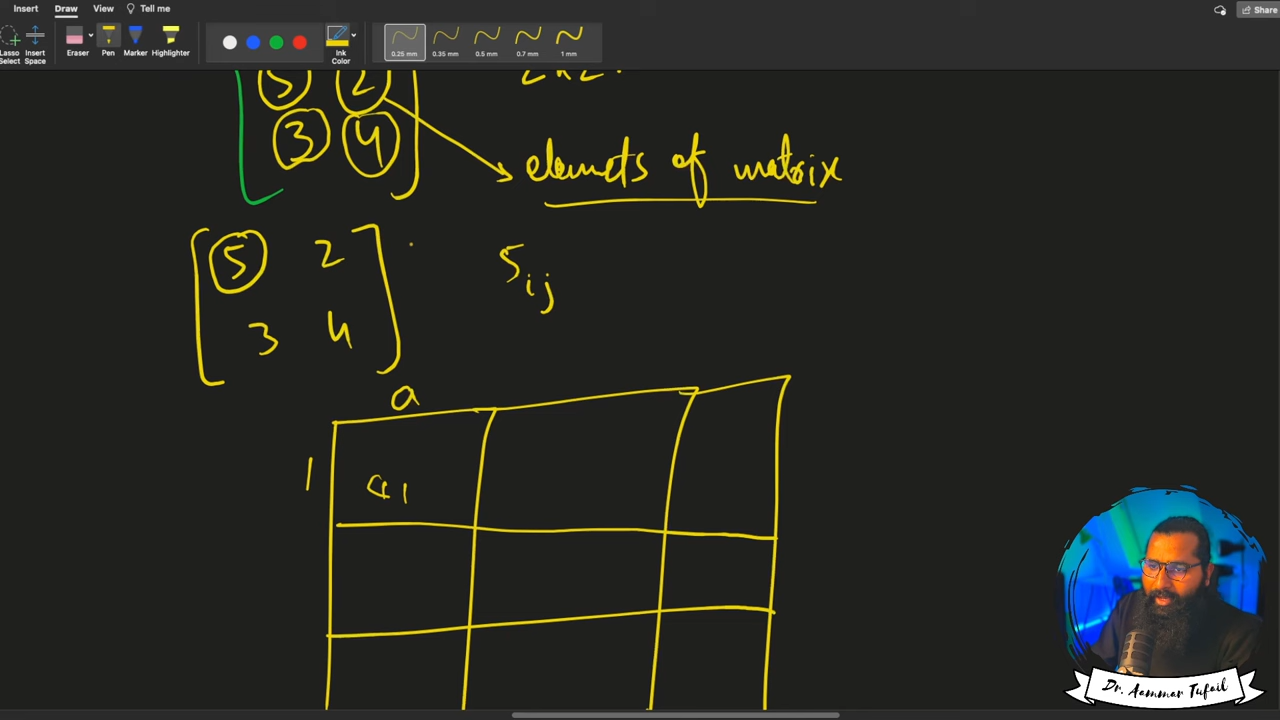 Insert Draw View Tell me Share
Lasso Select Insert Space Eraser Pen Marker Highlighter Ink Color 0.25 mm 0.35 mm 0.5 mm 0.7 mm 1 mm
5 2
3 4
elemets of matrix
5 2 5ij
3 4
a
1 a1
Dr. Aammar Tufail